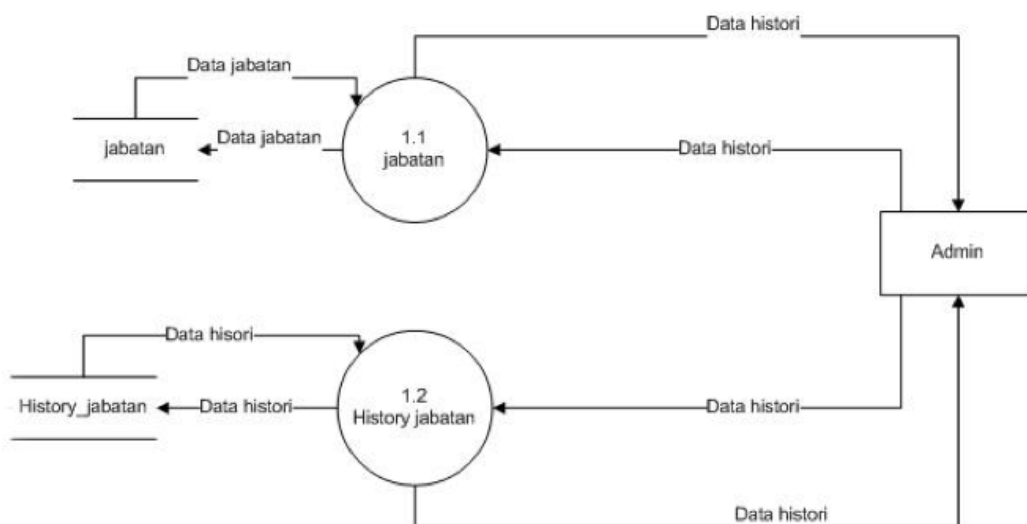 Data histori
Data jabatan
Data jabatan
jabatan
1.1
jabatan
Data histori
Admin
Data hisori
History_jabatan
Data histori
1.2
History jabatan
Data histori
Data histori